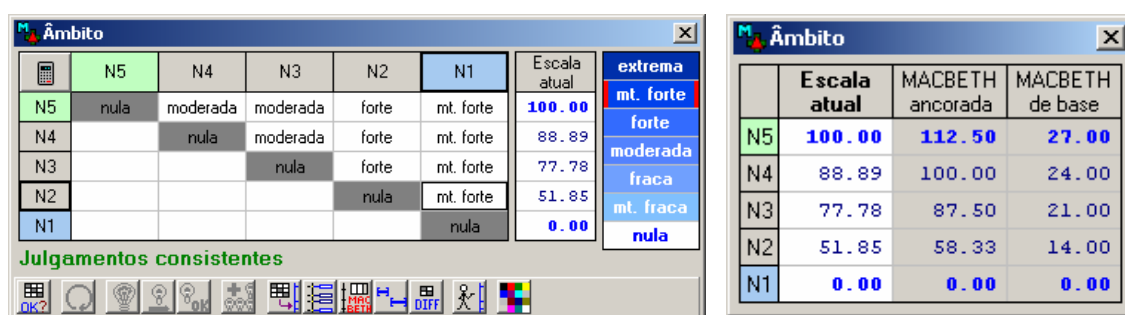 Âmbito
N5 N4 N3 N2 N1 Escala atual
N5 nula moderada moderada forte mt. forte 100.00
N4 nula moderada forte mt. forte 88.89
N3 nula forte mt. forte 77.78
N2 nula mt. forte 51.85
N1 nula 0.00
extrema
mt. forte
forte
moderada
fraca
mt. fraca
nula
Julgamentos consistentes
OK? OK MAC BETH DIFF
Âmbito
Escala atual MACBETH ancorada MACBETH de base
N5 100.00 112.50 27.00
N4 88.89 100.00 24.00
N3 77.78 87.50 21.00
N2 51.85 58.33 14.00
N1 0.00 0.00 0.00